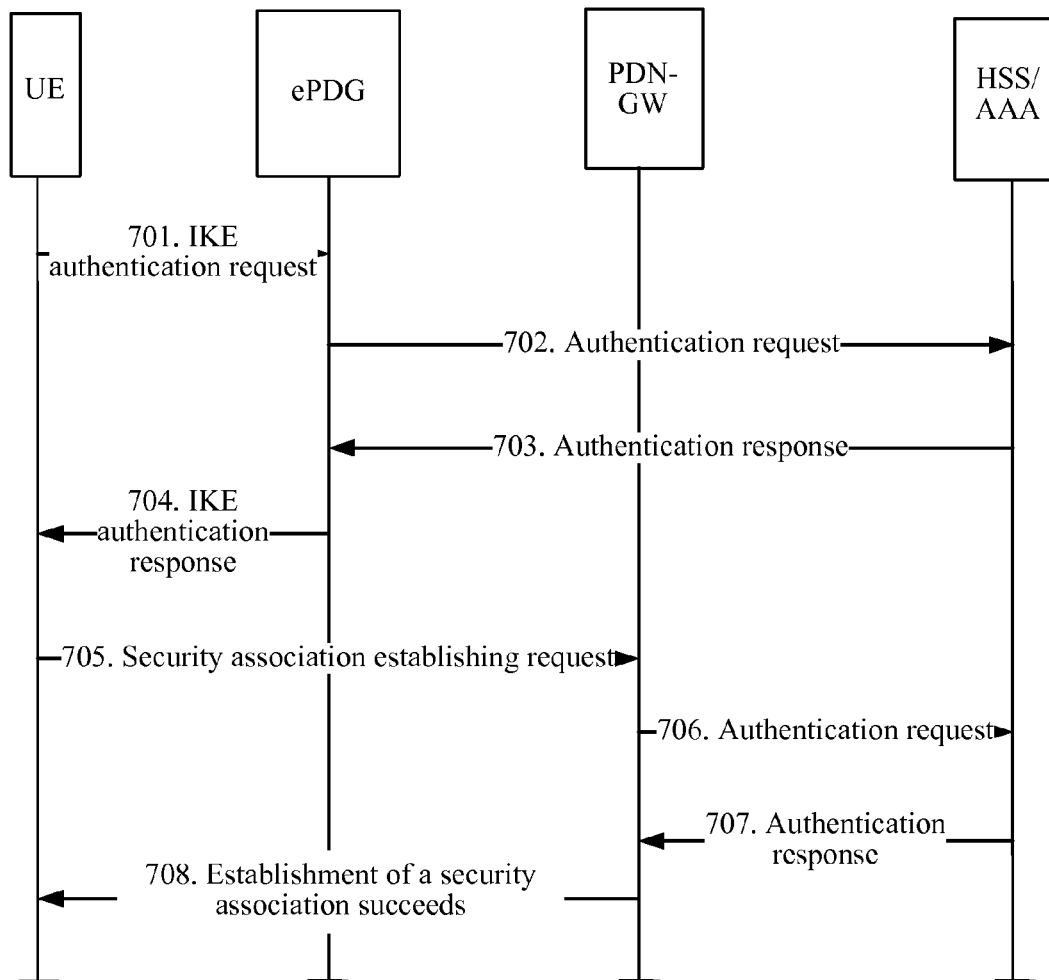 UE
ePDG
PDN-
GW
HSS/
AAA
701. IKE
authentication request
702. Authentication request
703. Authentication response
704. IKE
authentication
response
705. Security association establishing request
706. Authentication request
707. Authentication
response
708. Establishment of a security
association succeeds